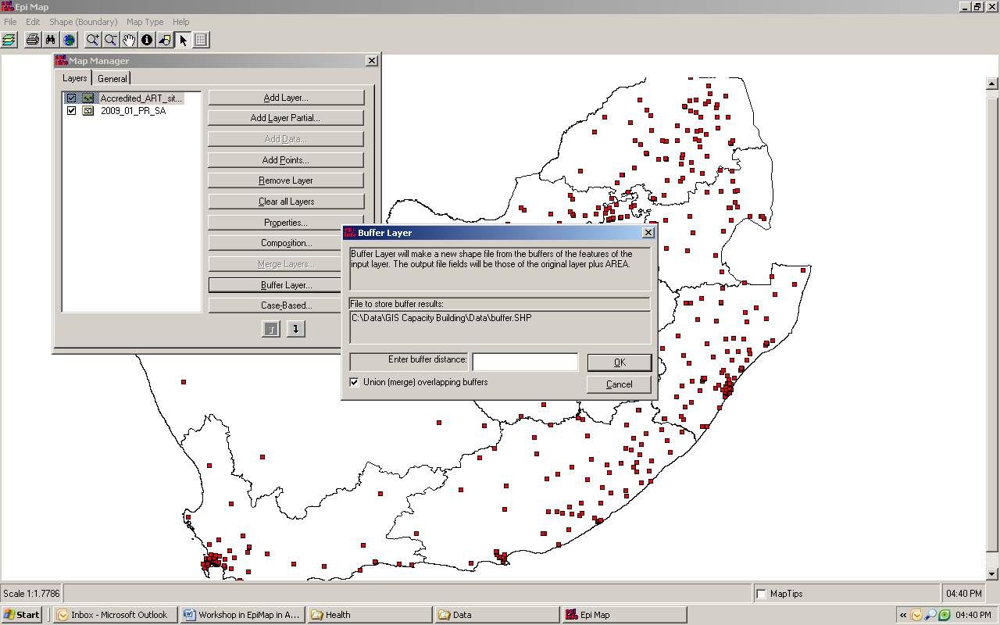 Epi Map
File Edit Shape (Boundary) Map Type Help
Map Manager
Layers General
Accredited_ART_sit...
2009_01_PR_SA
Add Layer...
Add Layer Partial...
Add Data...
Add Points...
Remove Layer
Clear all Layers
Properties...
Composition...
Merge Layers...
Buffer Layer...
Case-Based...
Buffer Layer
Buffer Layer will make a new shape file from the buffers of the features of the
input layer. The output file fields will be those of the original layer plus AREA.
File to store buffer results:
C:\Data\GIS Capacity Building\Data\buffer.SHP
Enter buffer distance:
OK
Union (merge) overlapping buffers
Cancel
Scale 1:1.7786
MapTips
04:40 PM
Start
Inbox - Microsoft Outlook
Workshop in EpiMap in A...
Health
Data
Epi Map
04:40 PM